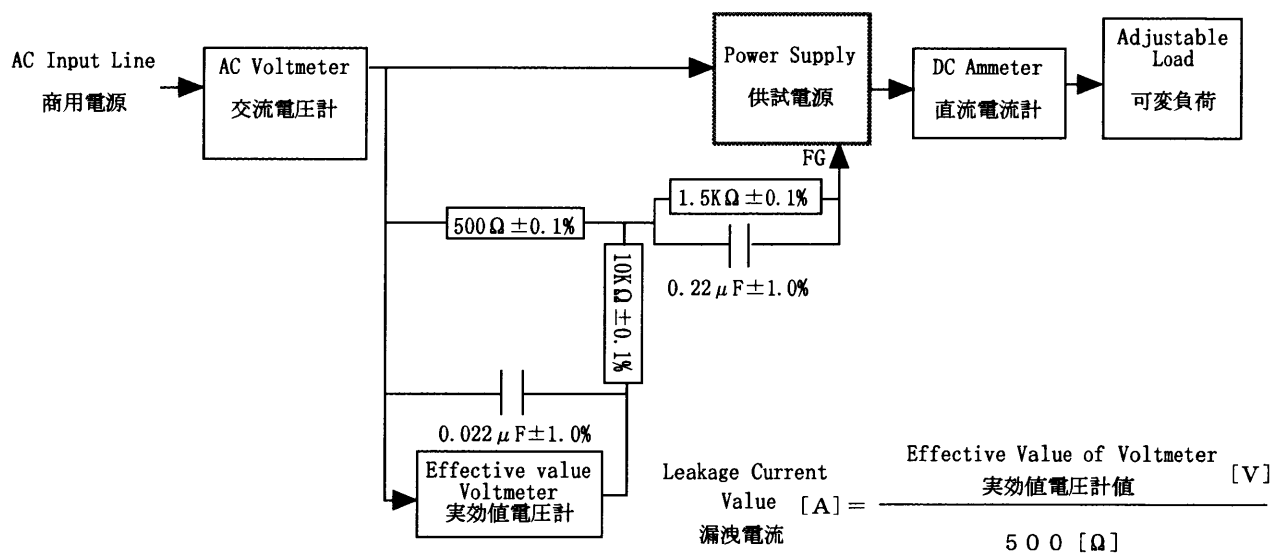 AC Input Line
商用電源
AC Voltmeter
交流電圧計
Power Supply
供試電源
DC Ammeter
直流電流計
Adjustable
Load
可変負荷
FG
1.5KΩ±0.1%
500Ω±0.1%
10KΩ±0.1%
0.22μF±1.0%
0.022μF±1.0%
Effective value
Voltmeter
実効値電圧計
Leakage Current
Value [A]=
漏洩電流
Effective Value of Voltmeter
実効値電圧計値 [V]
500[Ω]